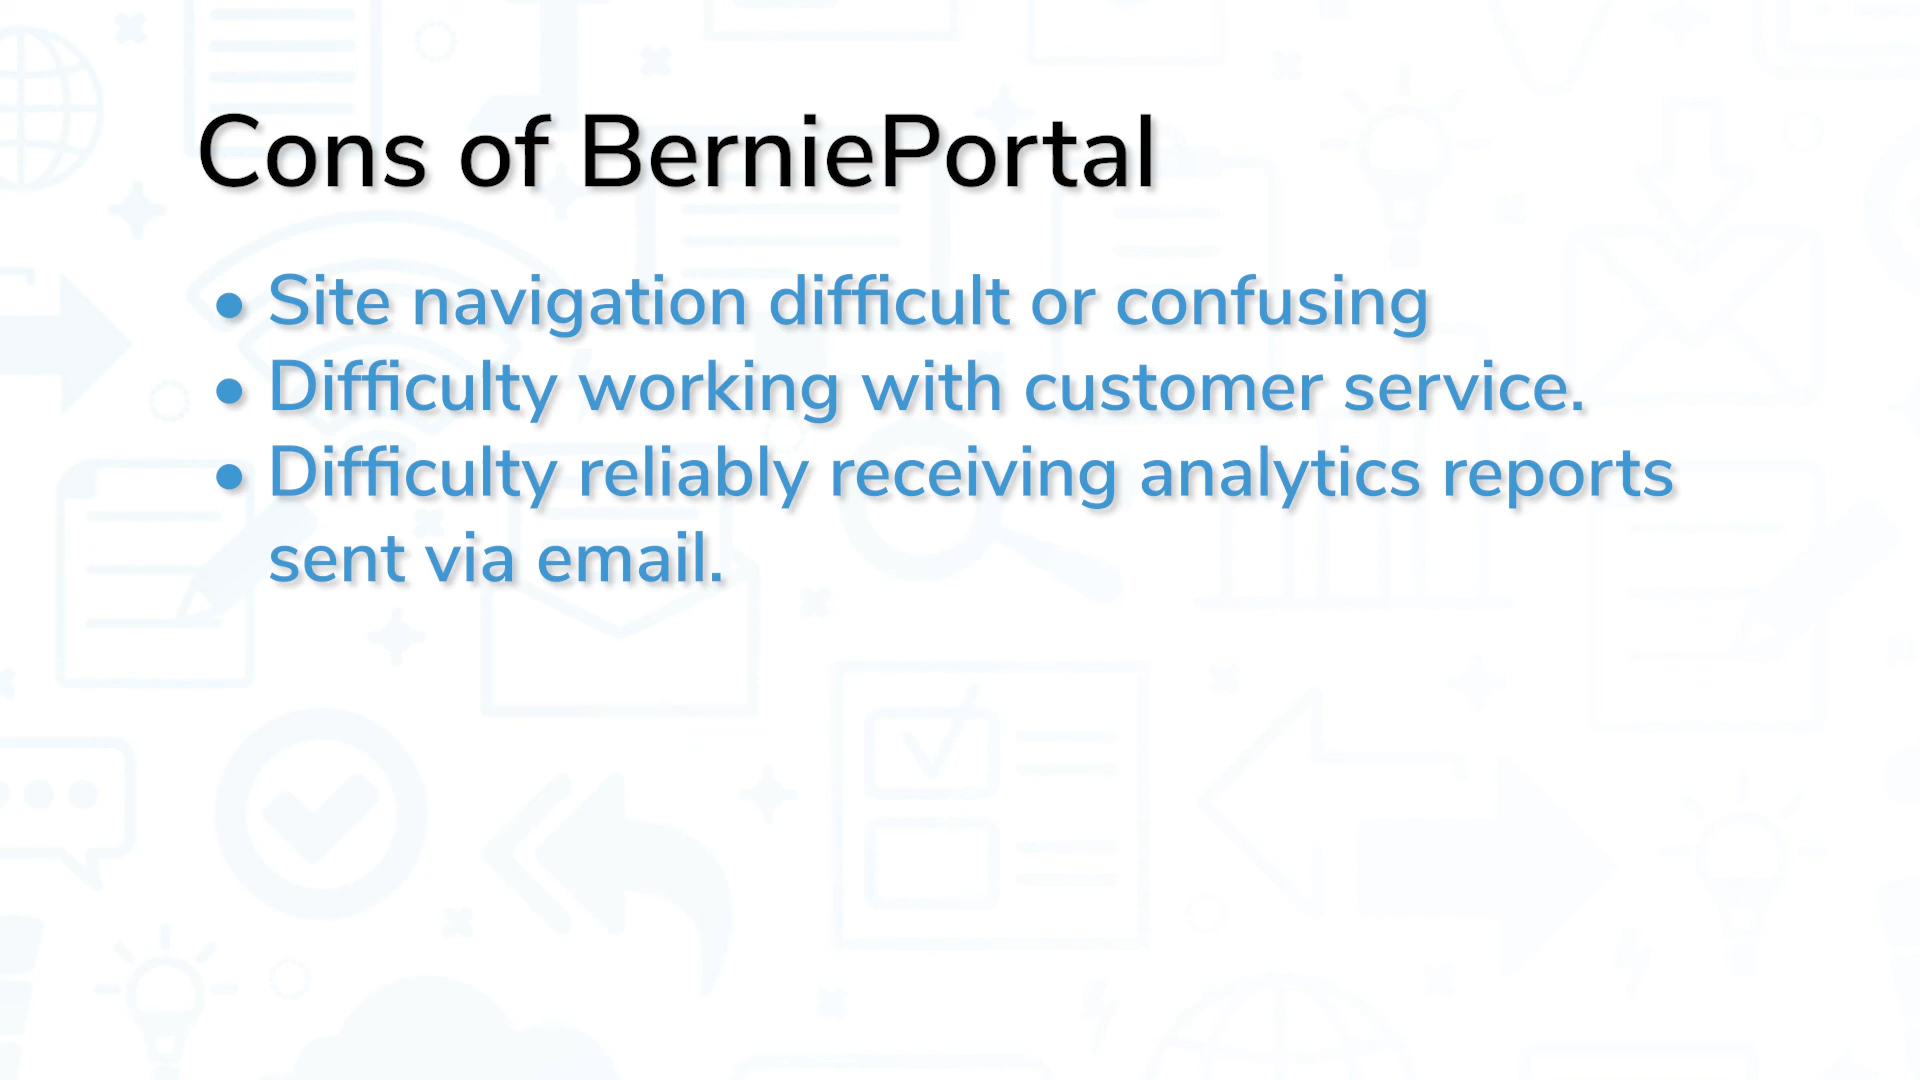 Cons of BerniePortal
• Site navigation difficult or confusing
• Difficulty working with customer service.
• Difficulty reliably receiving analytics reports
sent via email.